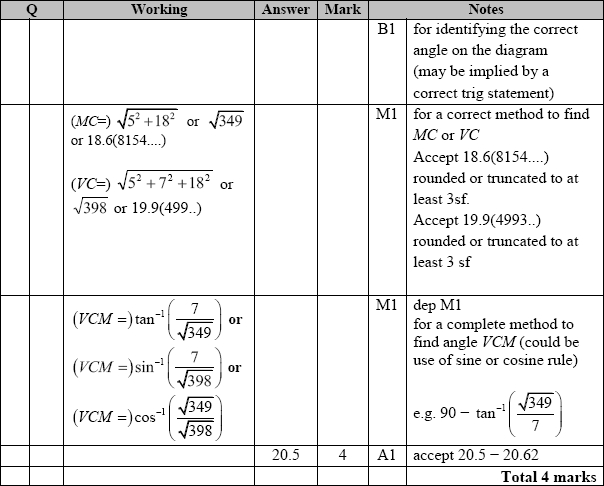 Q Working Answer Mark Notes
B1 for identifying the correct
angle on the diagram
(may be implied by a
correct trig statement)
(MC=) √(5² + 18²) or √349
or 18.6(8154....)
(VC=) √(5² + 7² + 18²) or
√398 or 19.9(499..)
M1 for a correct method to find
MC or VC
Accept 18.6(8154....)
rounded or truncated to at
least 3sf.
Accept 19.9(4993..)
rounded or truncated to at
least 3 sf
(VCM =)tan⁻¹(7/√349) or
(VCM =)sin⁻¹(7/√398) or
(VCM =)cos⁻¹(√349/√398)
M1 dep M1
for a complete method to
find angle VCM (could be
use of sine or cosine rule)
e.g. 90 − tan⁻¹(√349/7)
20.5 4 A1 accept 20.5 − 20.62
Total 4 marks